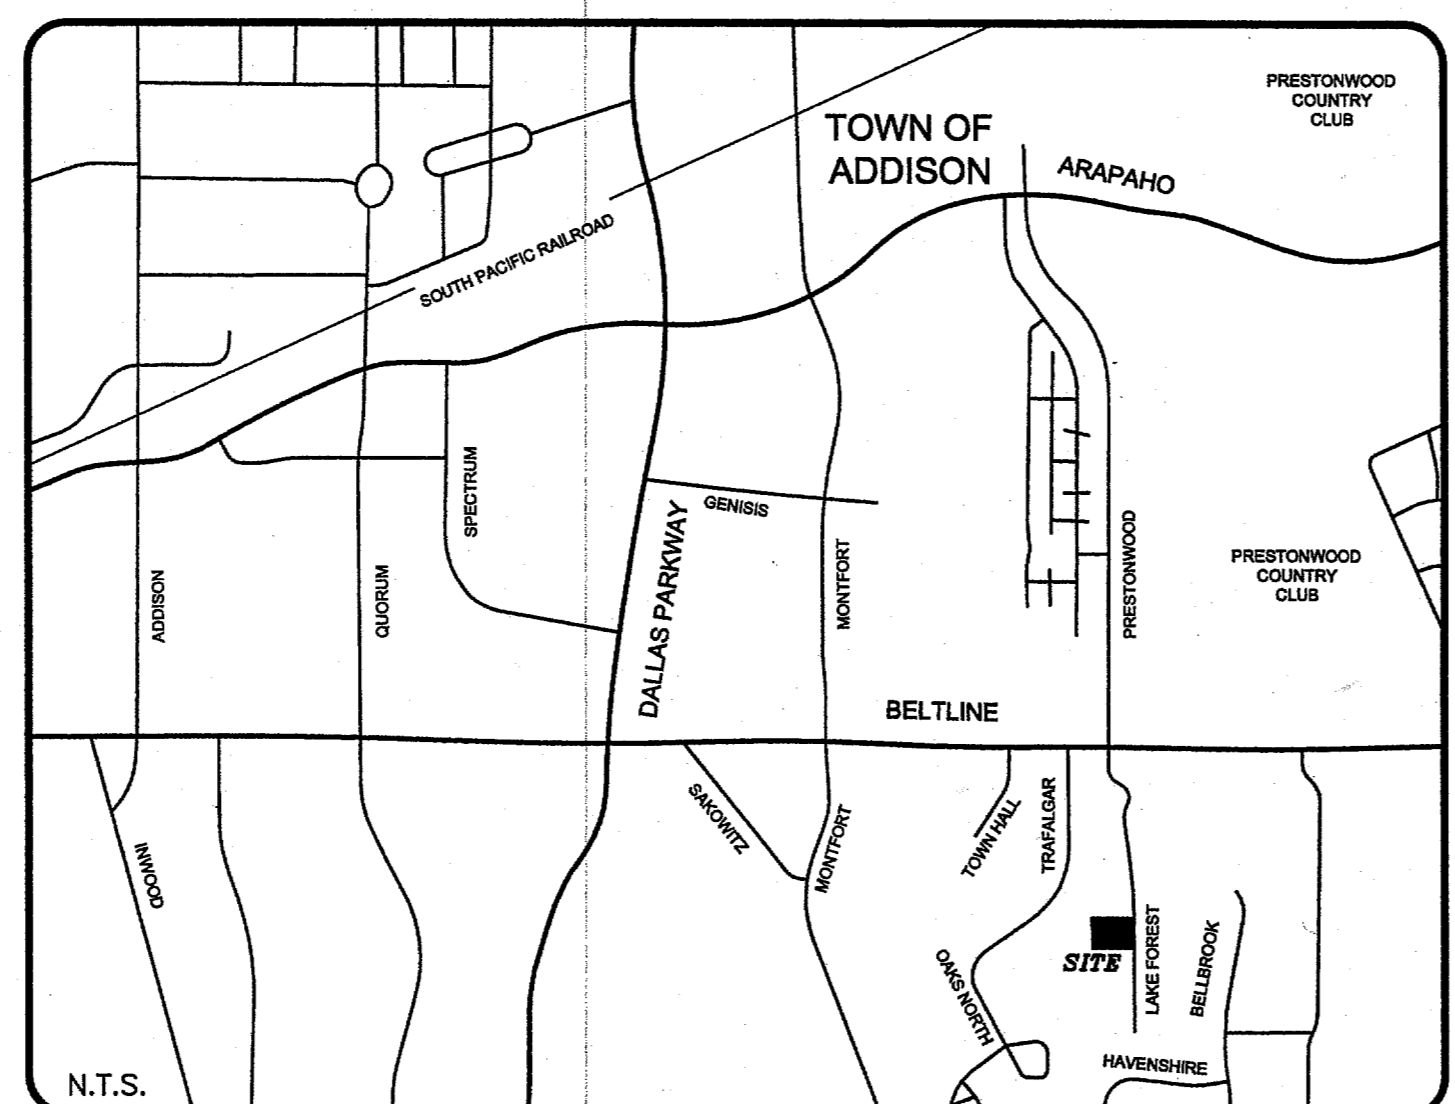 PRESTONWOOD
COUNTRY
CLUB
TOWN OF
ADDISON
ARAPAHO
SOUTH PACIFIC RAILROAD
SPECTRUM
GENISIS
DALLAS PARKWAY
ADDISON
QUORUM
MONTFORT
PRESTONWOOD
PRESTONWOOD
COUNTRY
CLUB
BELTLINE
INWOOD
SAKOWITZ
MONTFORT
TOWN HALL
TRAFALGAR
SITE
LAKE FOREST
BELLBROOK
OAKS NORTH
HAVENSHIRE
N.T.S.